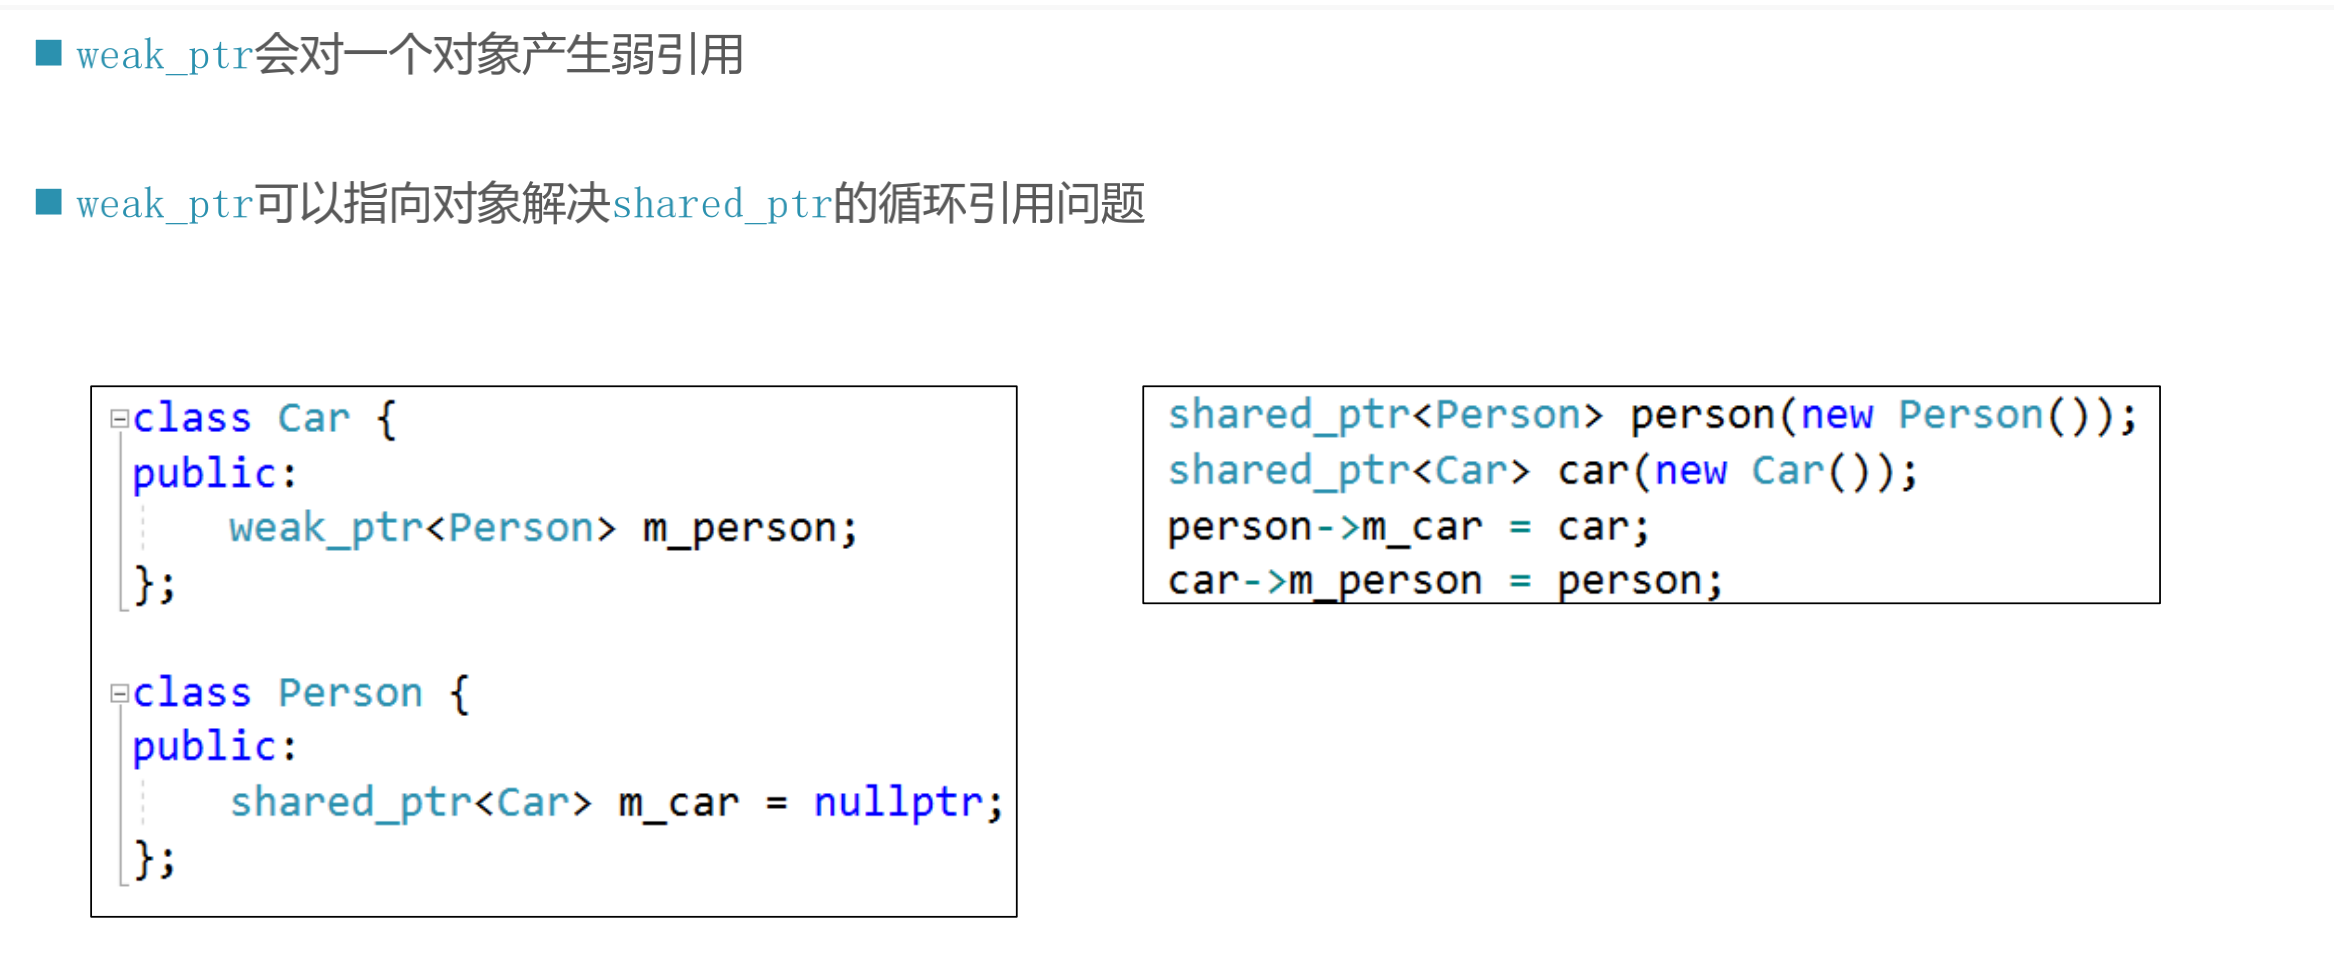 weak_ptr会对一个对象产生弱引用
weak_ptr可以指向对象解决shared_ptr的循环引用问题
class Car {
public:
    weak_ptr<Person> m_person;
};

class Person {
public:
    shared_ptr<Car> m_car = nullptr;
};
shared_ptr<Person> person(new Person());
shared_ptr<Car> car(new Car());
person->m_car = car;
car->m_person = person;